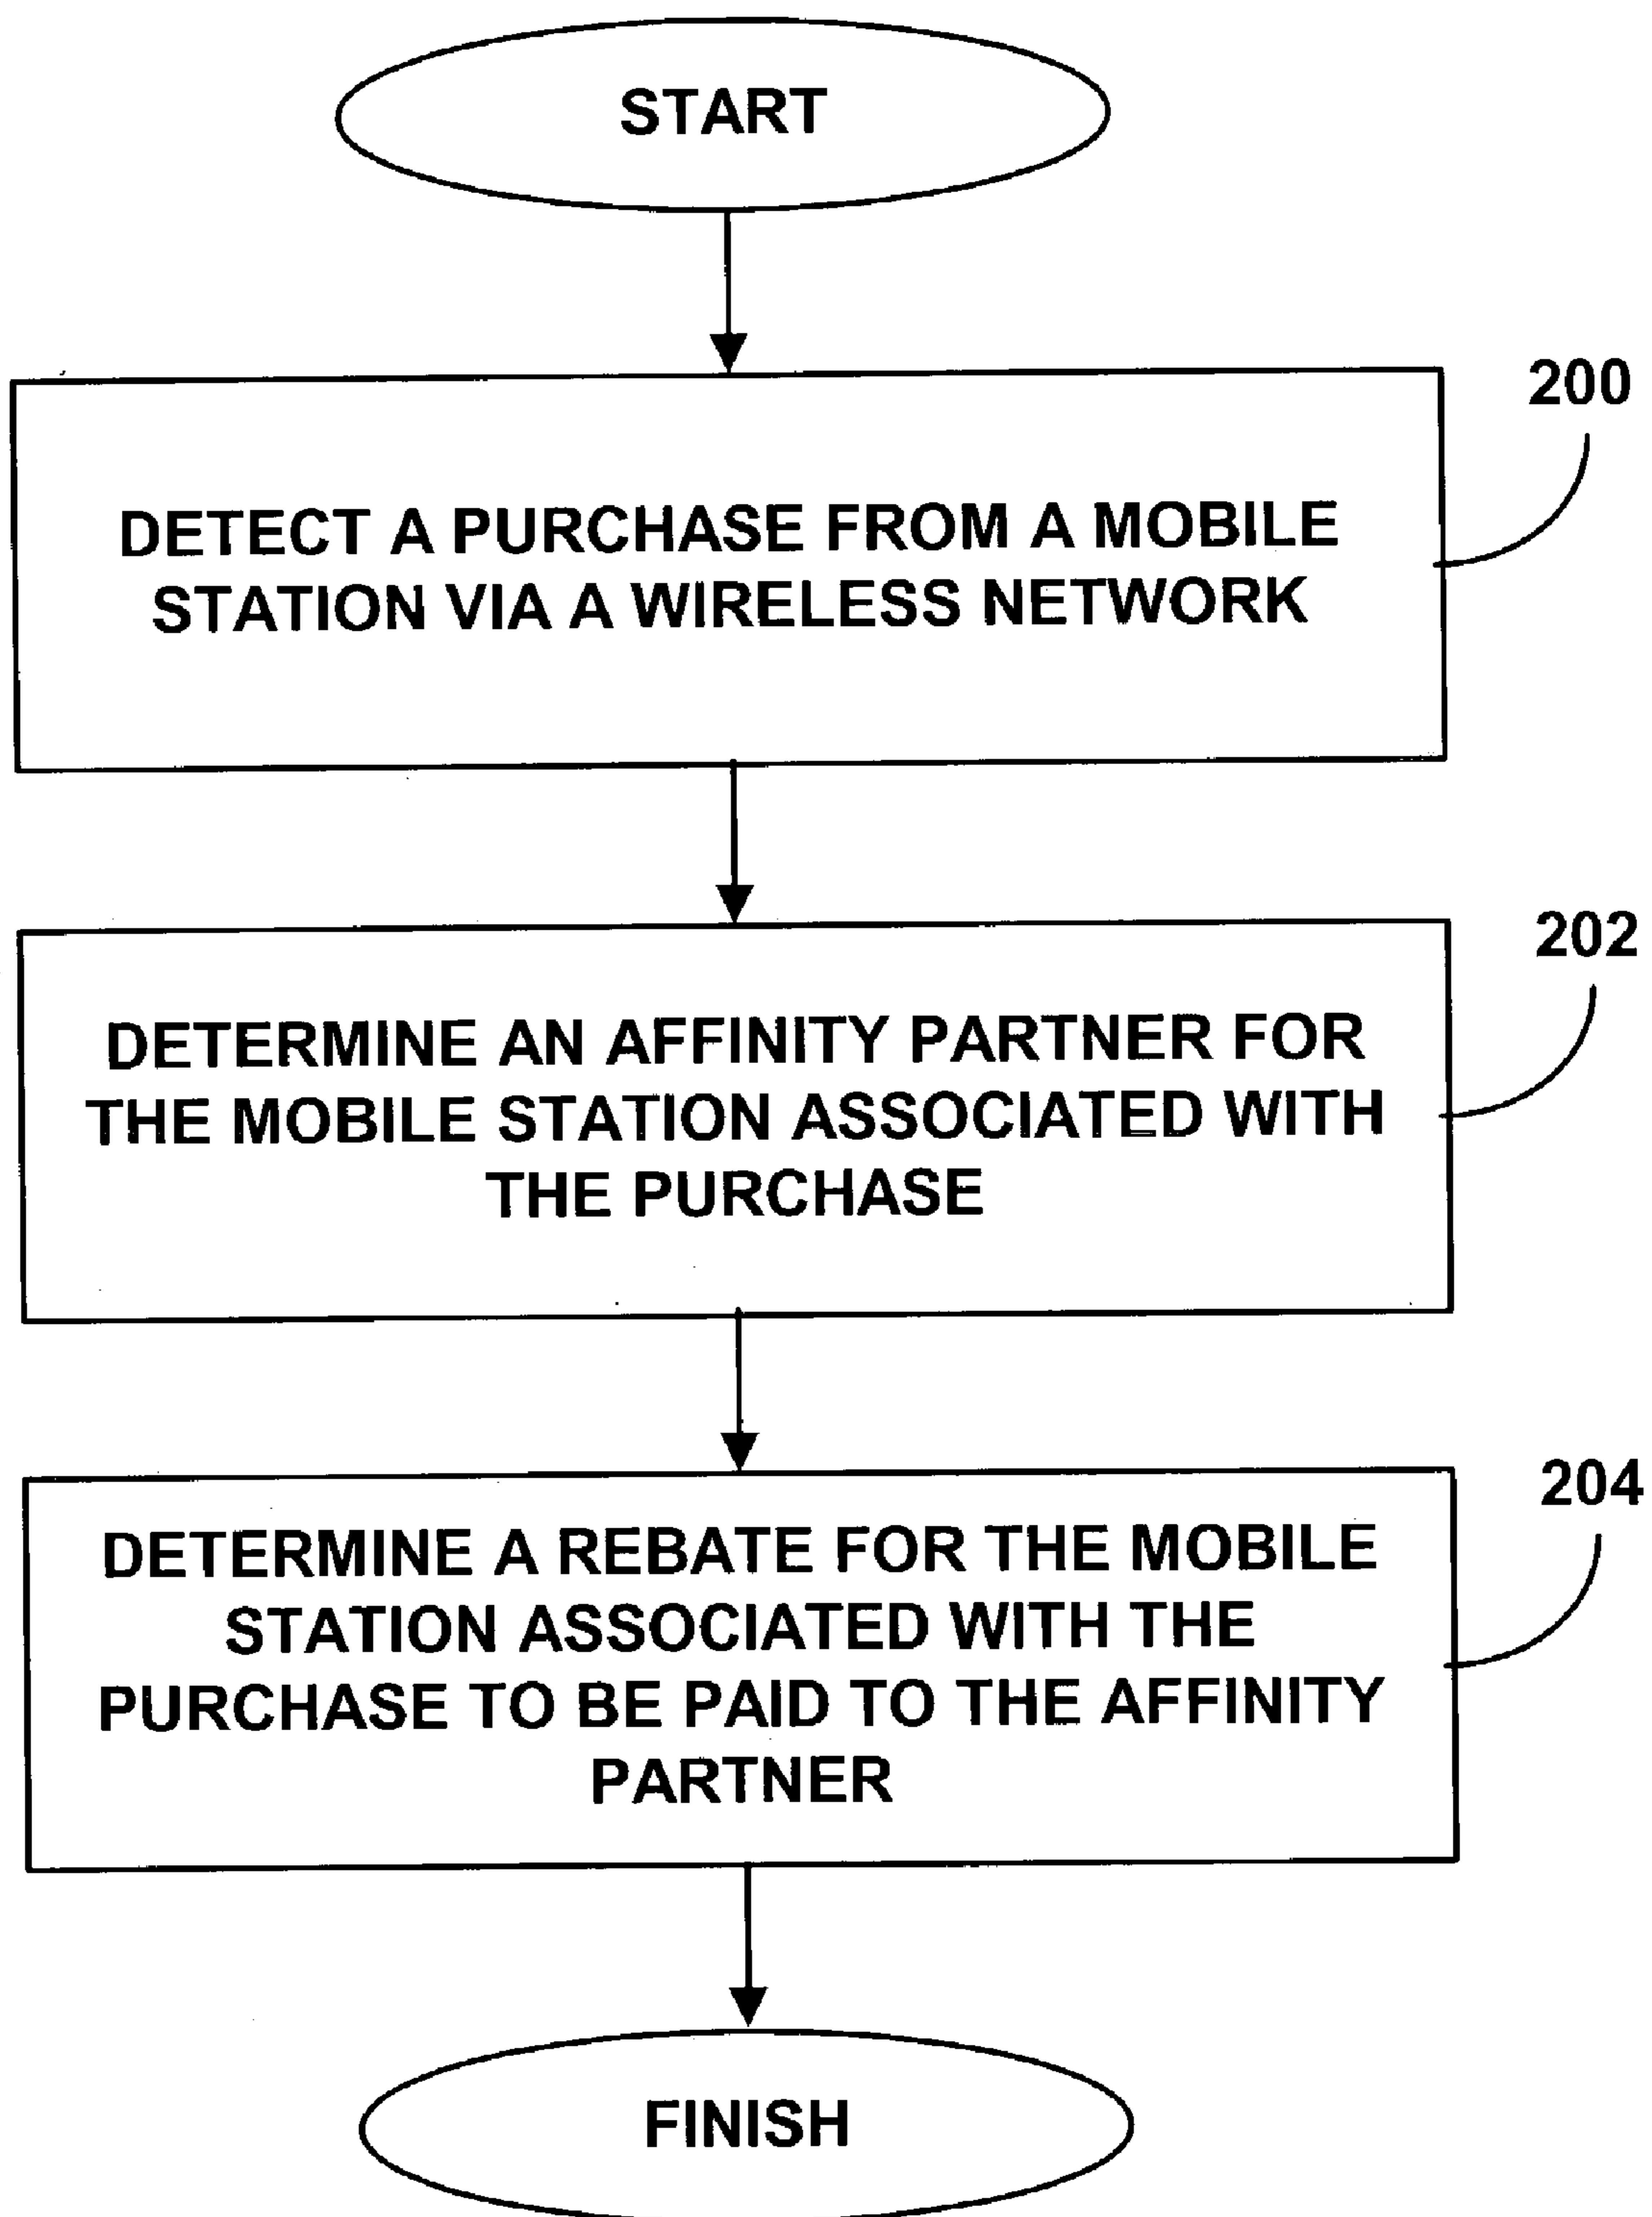 START
200
DETECT A PURCHASE FROM A MOBILE
STATION VIA A WIRELESS NETWORK
202
DETERMINE AN AFFINITY PARTNER FOR
THE MOBILE STATION ASSOCIATED WITH
THE PURCHASE
204
DETERMINE A REBATE FOR THE MOBILE
STATION ASSOCIATED WITH THE
PURCHASE TO BE PAID TO THE AFFINITY
PARTNER
FINISH